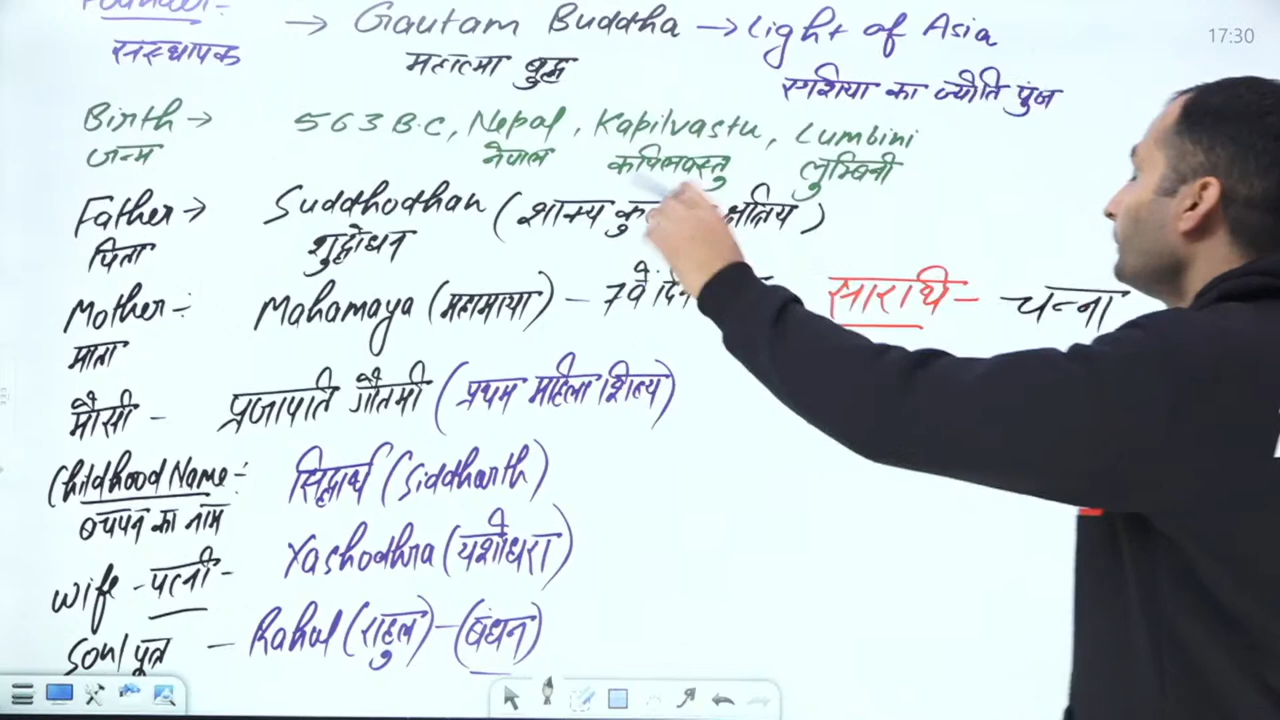 → Gautam Buddha → Light of Asia
17:30
संस्थापक महात्मा बुद्ध एशिया का ज्योति पुंज
Birth → 563 B.C, Nepal, Kapilvastu, Lumbini
जन्म नेपाल कपिलवस्तु लुम्बिनी
Father → Suddhodhan (शाक्य क्षत्रिय)
पिता शुद्धोधन
Mother :- Mahamaya (महामाया) - 7वें सारथि - चन्ना
माता
मौसी - प्रजापति गौतमी (प्रथम महिला शिष्य)
Childhood Name :- सिद्धार्थ (Siddharth)
बचपन का नाम
Wife - पत्नी - Yashodhra (यशोधरा)
Son/पुत्र - Rahul (राहुल) - (बंधन)